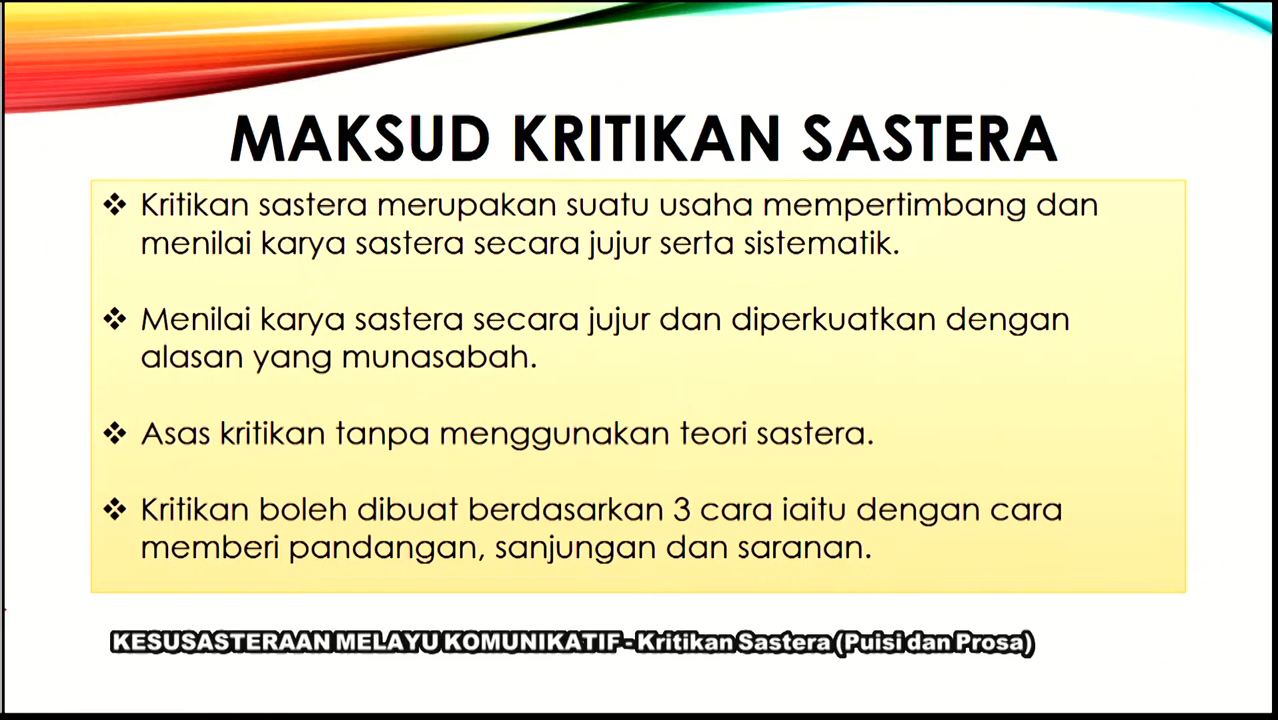 MAKSUD KRITIKAN SASTERA
❖ Kritikan sastera merupakan suatu usaha mempertimbang dan
menilai karya sastera secara jujur serta sistematik.
❖ Menilai karya sastera secara jujur dan diperkuatkan dengan
alasan yang munasabah.
❖ Asas kritikan tanpa menggunakan teori sastera.
❖ Kritikan boleh dibuat berdasarkan 3 cara iaitu dengan cara
memberi pandangan, sanjungan dan saranan.
KESUSASTERAAN MELAYU KOMUNIKATIF - Kritikan Sastera (Puisi dan Prosa)